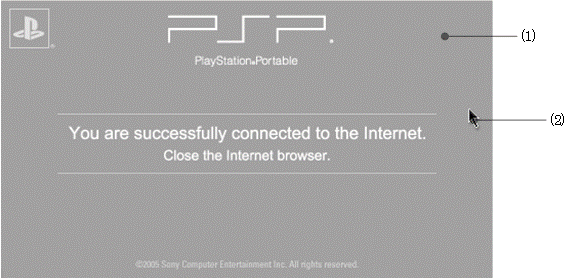 PSP.
PlayStation®Portable
(1)
(2)
You are successfully connected to the Internet.
Close the Internet browser.
©2005 Sony Computer Entertainment Inc. All rights reserved.